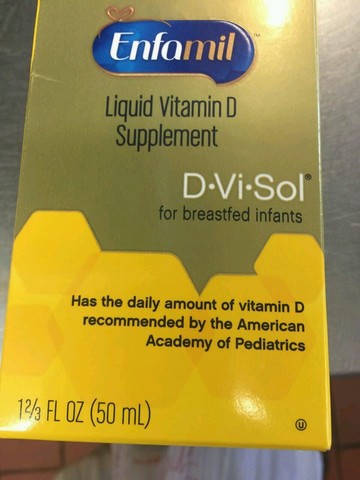 Enfamil™
Liquid Vitamin D
Supplement
D•Vi•Sol®
for breastfed infants
Has the daily amount of vitamin D
recommended by the American
Academy of Pediatrics
1⅔ FL OZ (50 mL)
Ⓤ